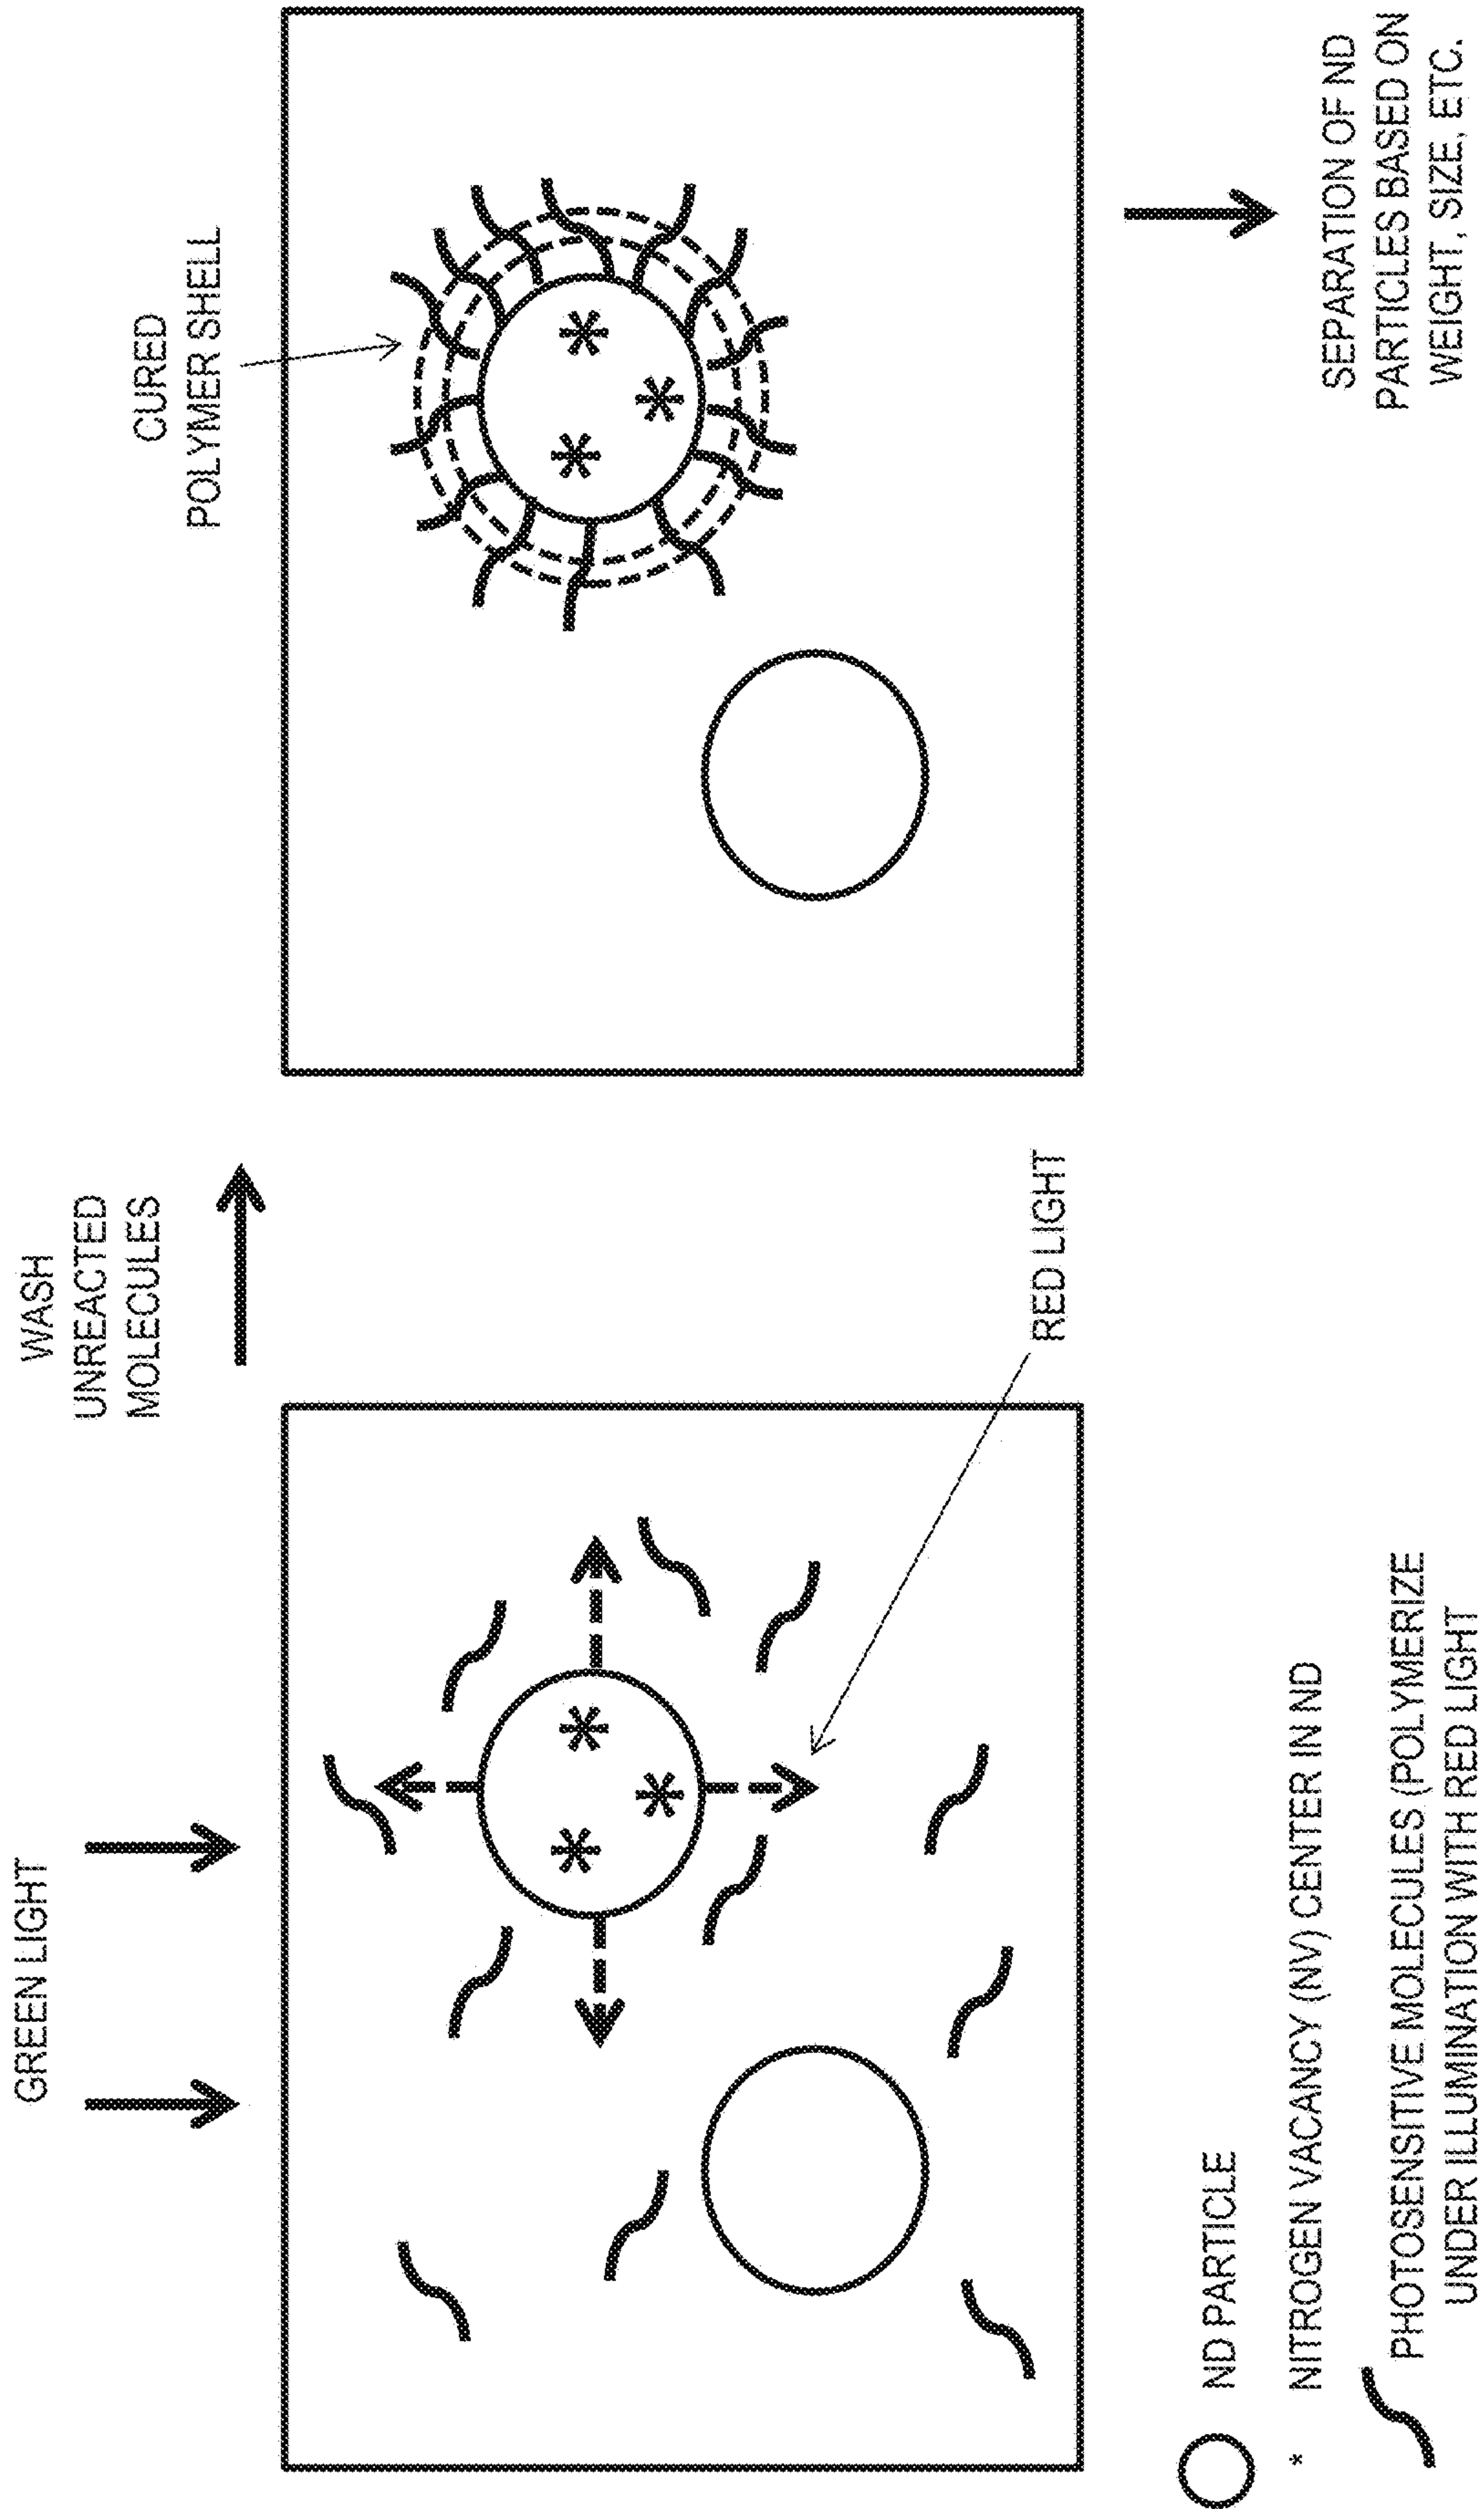 GREEN LIGHT
WASH
UNREACTED
MOLECULES
CURED
POLYMER SHELL
RED LIGHT
SEPARATION OF ND
PARTICLES BASED ON
WEIGHT, SIZE, ETC.
ND PARTICLE
* NITROGEN VACANCY (NV) CENTER IN ND
PHOTOSENSITIVE MOLECULES (POLYMERIZE
UNDER ILLUMINATION WITH RED LIGHT